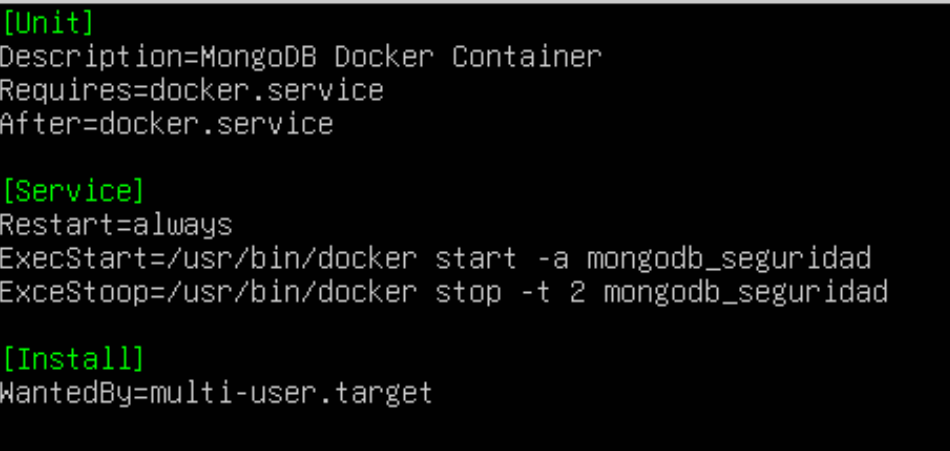 [Unit]
Description=MongoDB Docker Container
Requires=docker.service
After=docker.service
[Service]
Restart=always
ExecStart=/usr/bin/docker start -a mongodb_seguridad
ExceStoop=/usr/bin/docker stop -t 2 mongodb_seguridad
[Install]
WantedBy=multi-user.target